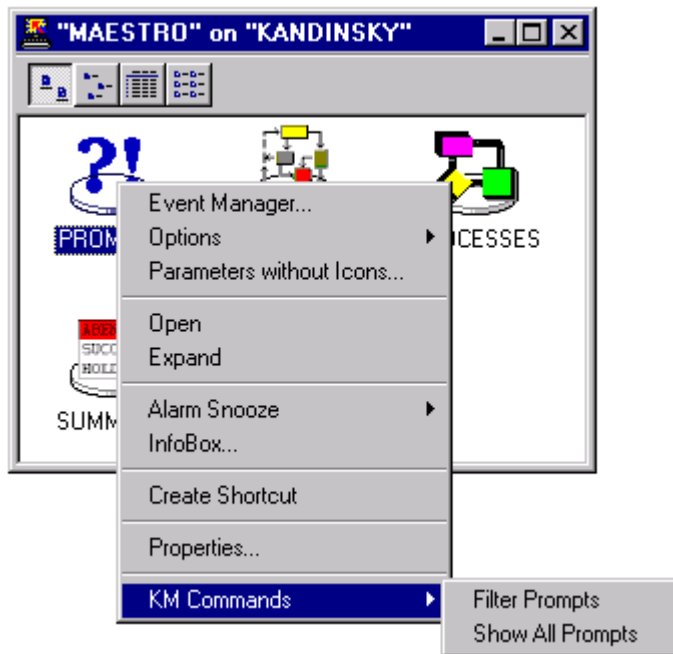 "MAESTRO" on "KANDINSKY"
PROM
CESSES
SUMM
Event Manager...
Options
Parameters without Icons...
Open
Expand
Alarm Snooze
InfoBox...
Create Shortcut
Properties...
KM Commands
Filter Prompts
Show All Prompts